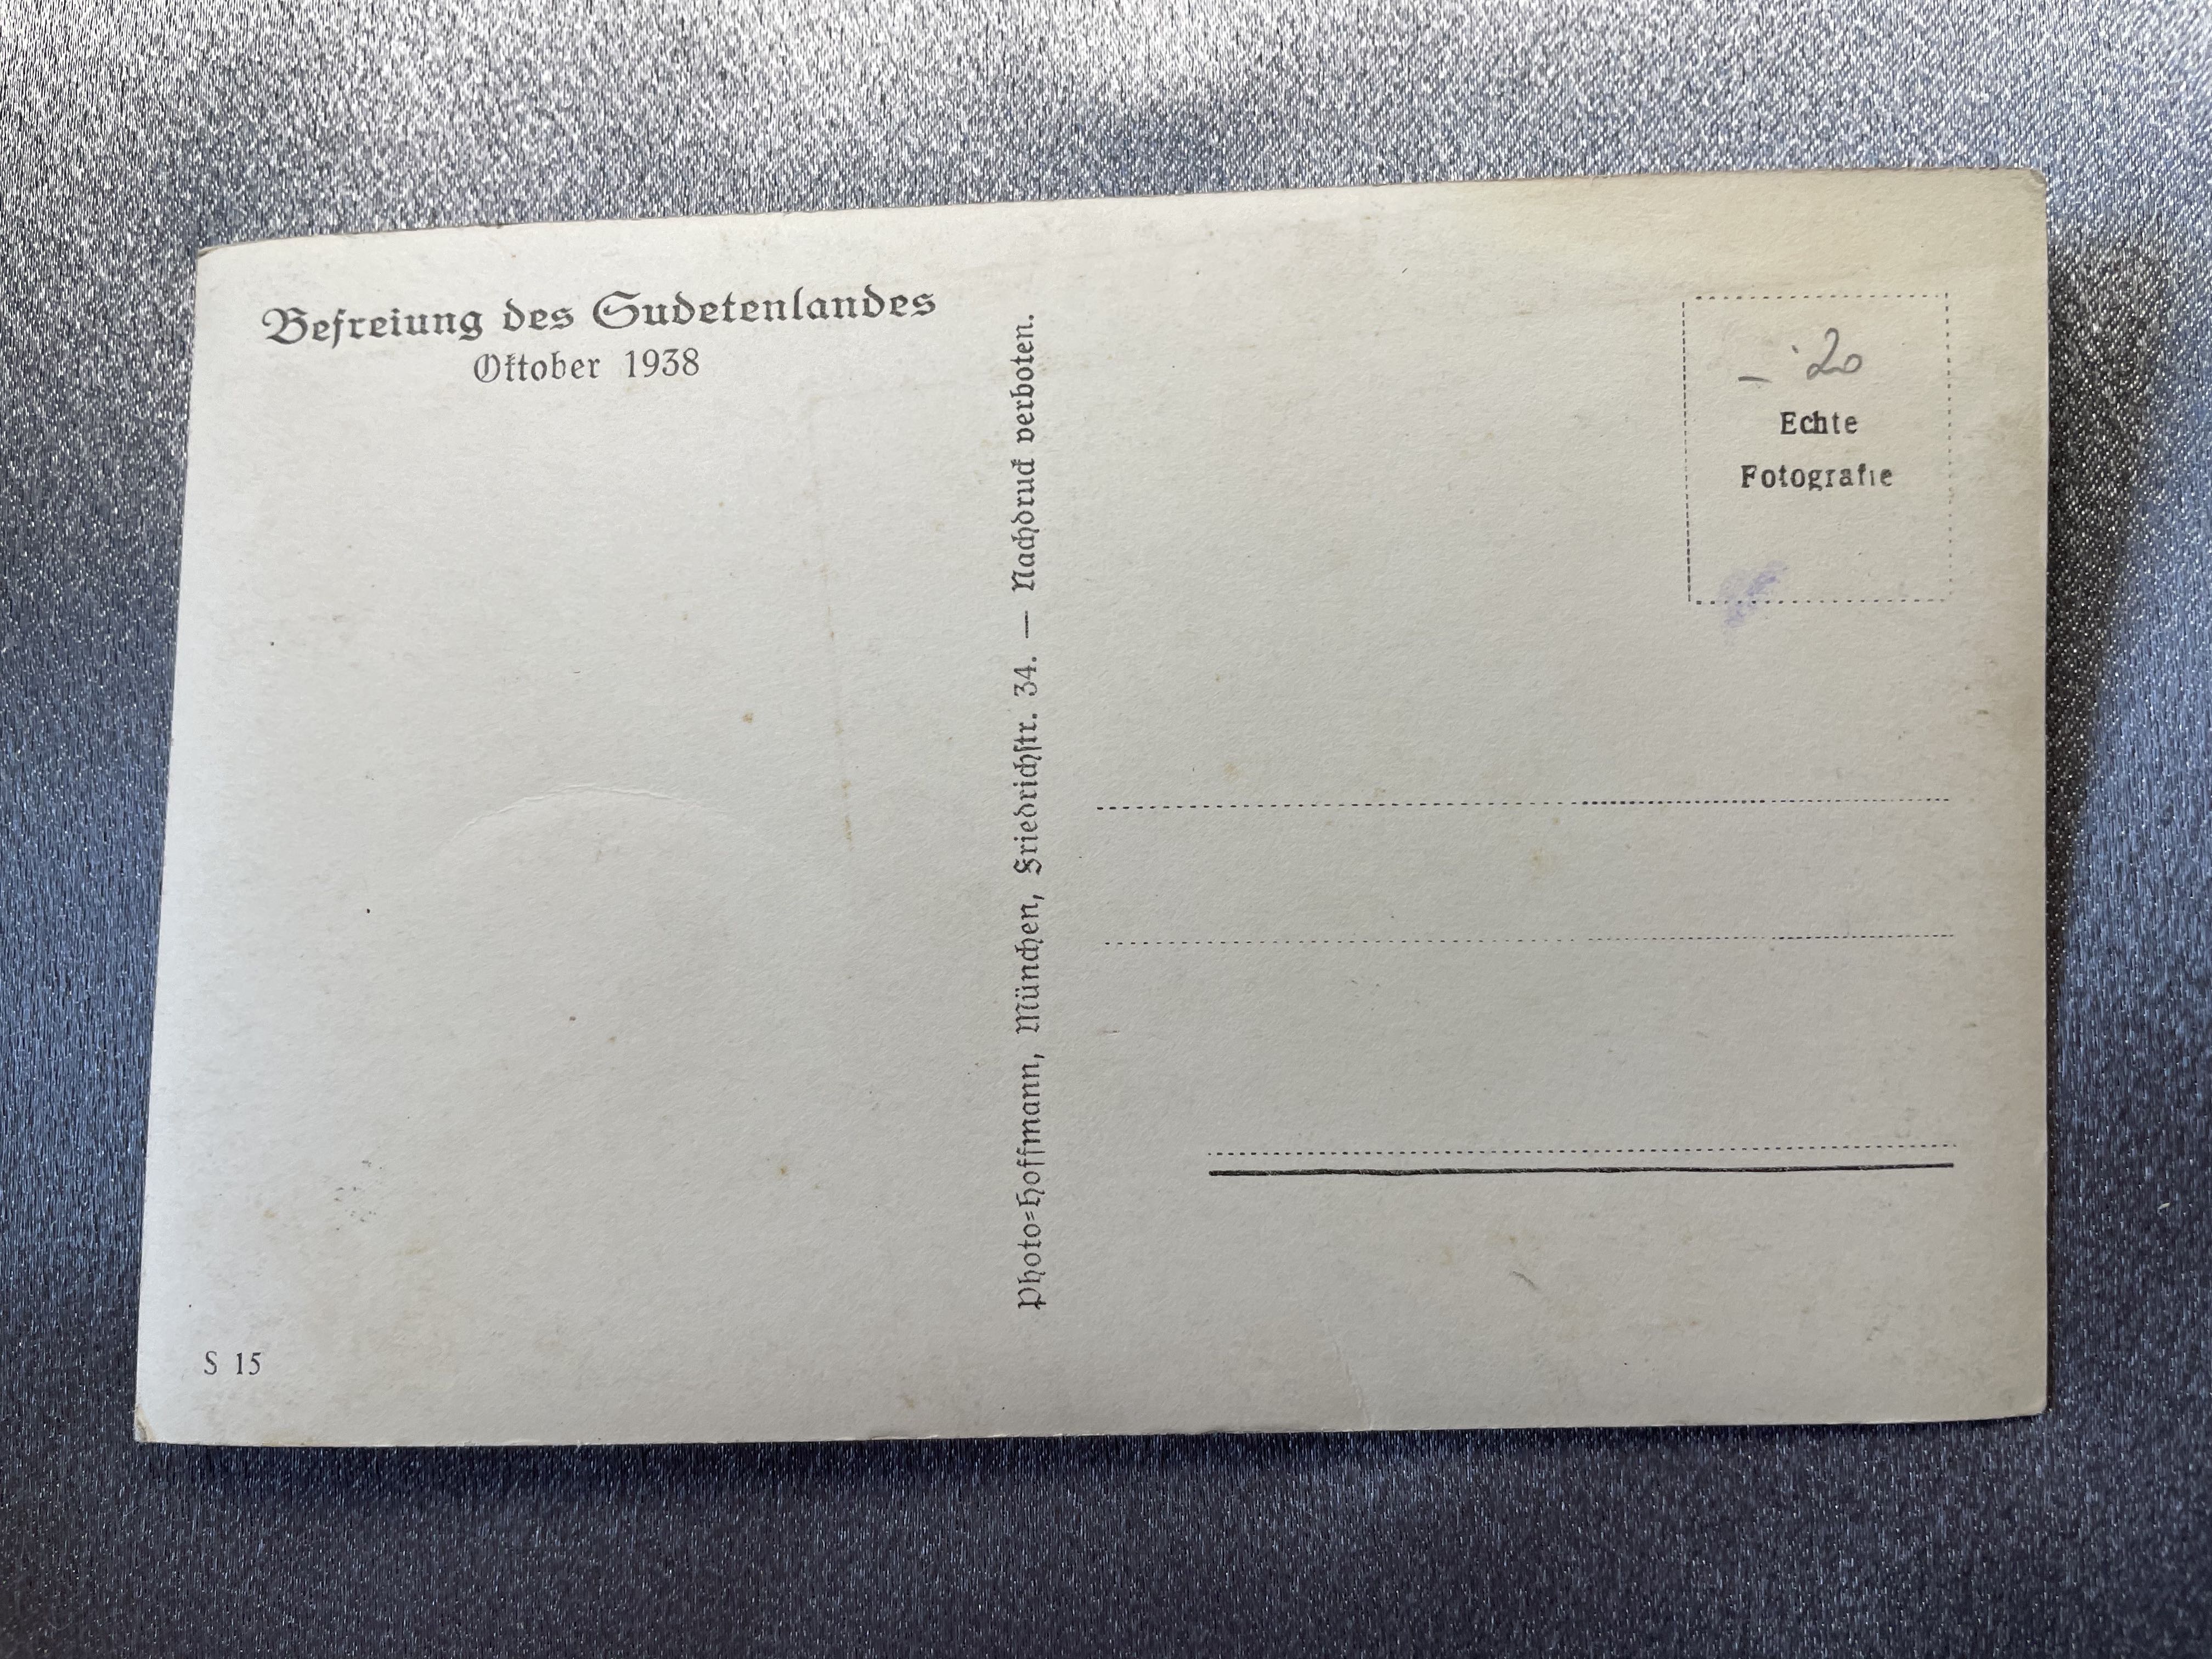 Befreiung des Sudetenlandes
Oktober 1938
Photo=Hoffmann, München, Friedrichstr. 34. — Nachdruck verboten.
– ·20
Echte
Fotografie
S 15